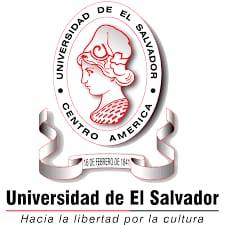 UNIVERSIDAD DE EL SALVADOR
CENTRO AMERICA
16 DE FEBRERO DE 1841
Universidad de El Salvador
Hacia la libertad por la cultura